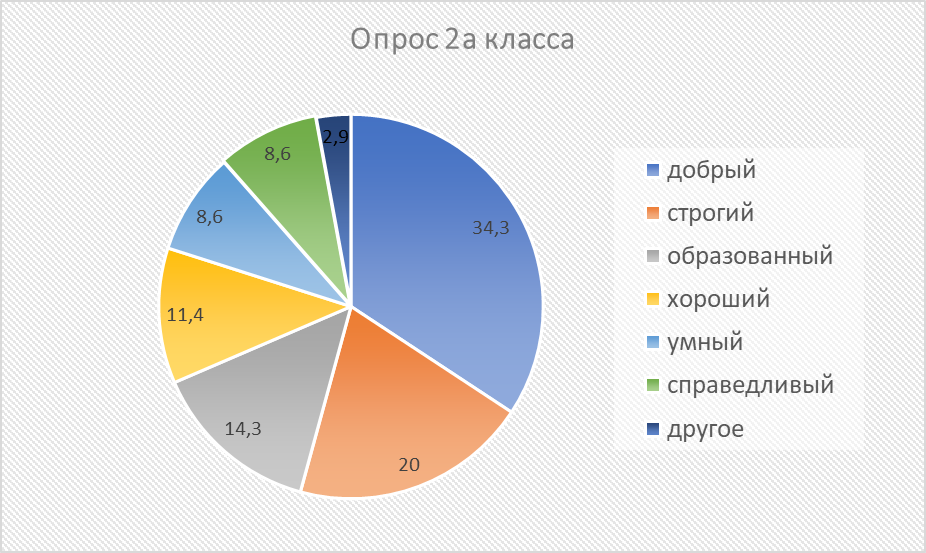 Опрос 2а класса
2,9
8,6
34,3
8,6
11,4
14,3
20
добрый
строгий
образованный
хороший
умный
справедливый
другое